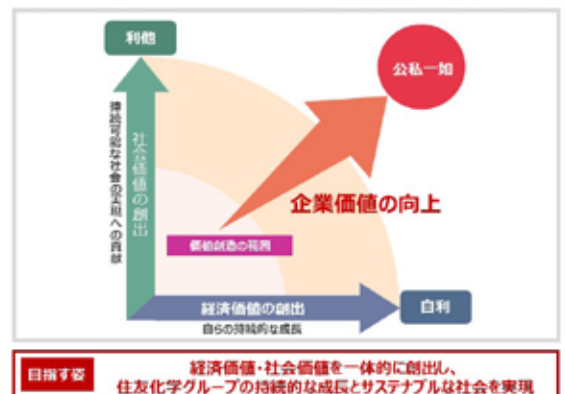 利他
公私一如
持続可能な社会の実現への貢献
社会価値の創出
企業価値の向上
価値創造の範囲
経済価値の創出
自利
自らの持続的な成長
目指す姿
経済価値・社会価値を一体的に創出し、
住友化学グループの持続的な成長とサステナブルな社会を実現